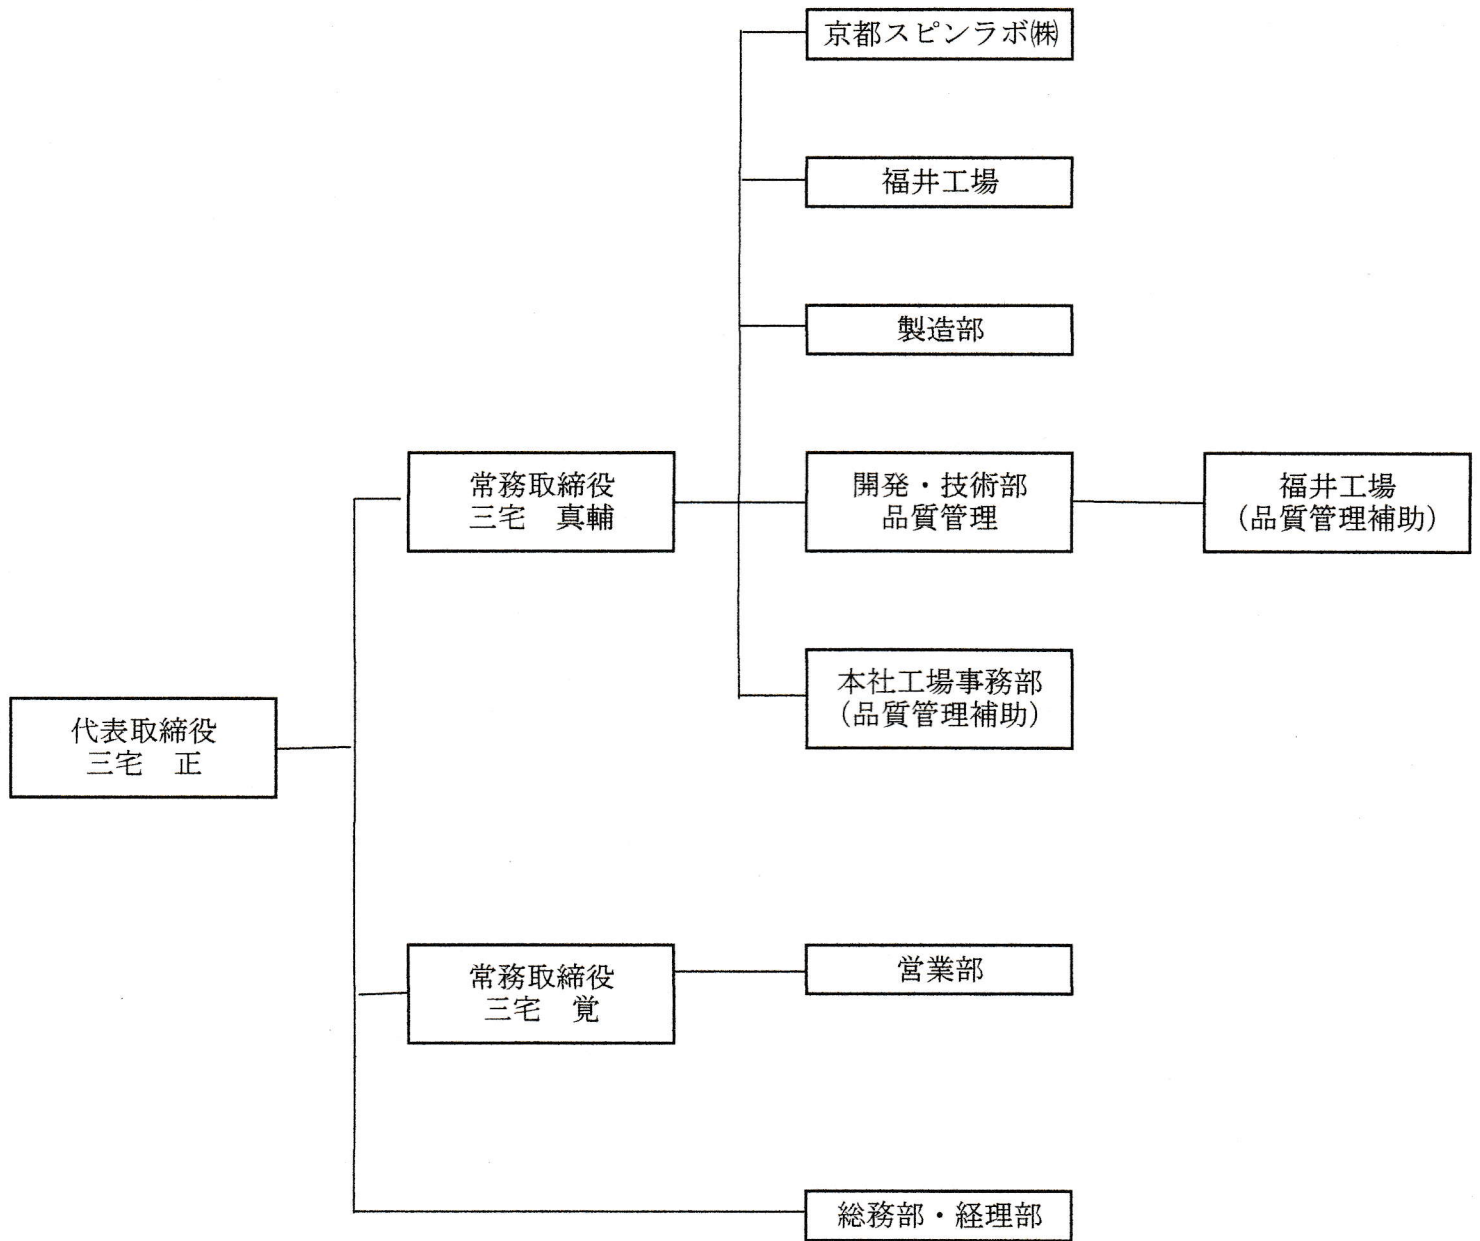 京都スピンラボ㈱
福井工場
製造部
常務取締役
三宅　真輔
開発・技術部
品質管理
福井工場
（品質管理補助）
本社工場事務部
（品質管理補助）
代表取締役
三宅　正
常務取締役
三宅　覚
営業部
総務部・経理部